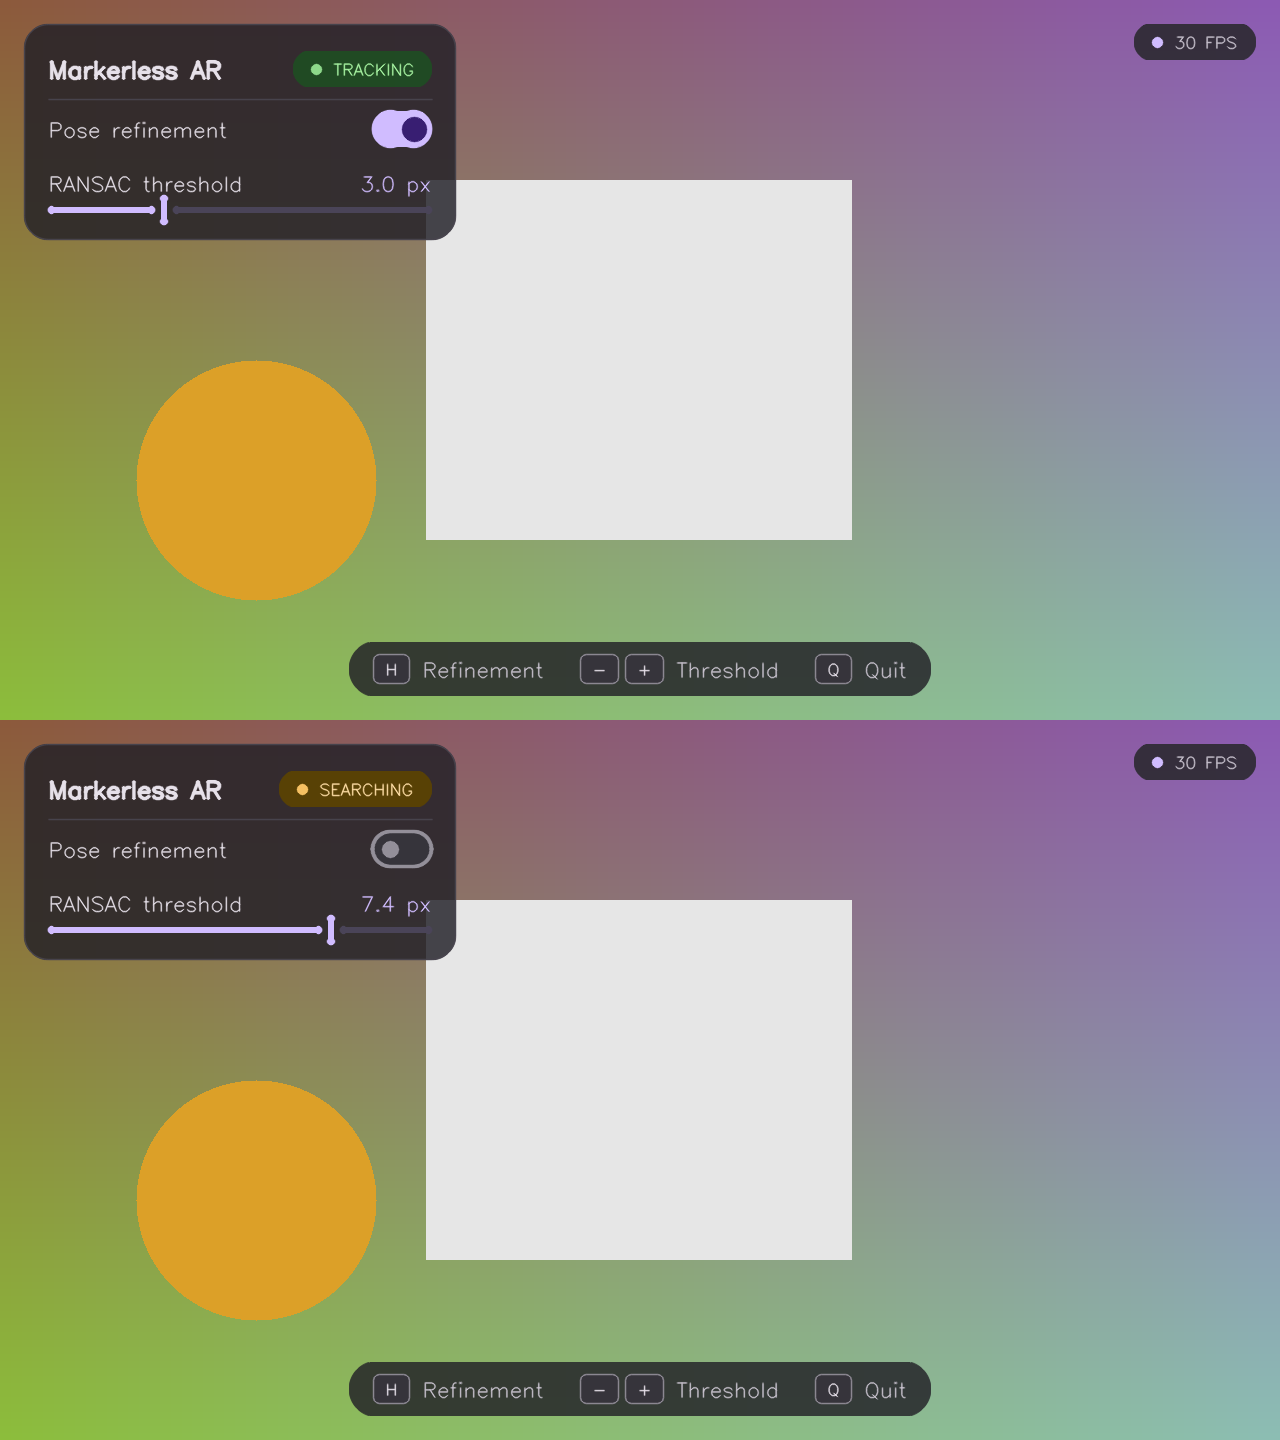 Markerless AR
TRACKING
30 FPS
Pose refinement
RANSAC threshold 3.0 px
H Refinement − + Threshold Q Quit
Markerless AR
SEARCHING
30 FPS
Pose refinement
RANSAC threshold 7.4 px
H Refinement − + Threshold Q Quit